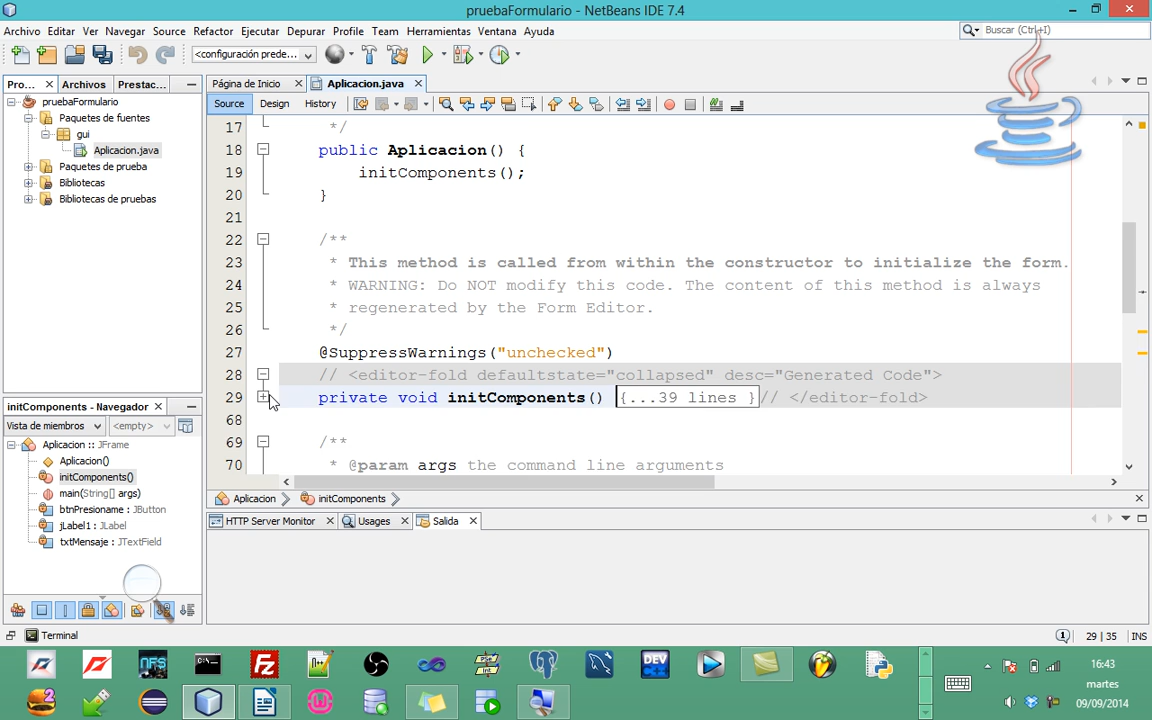 pruebaFormulario - NetBeans IDE 7.4
Archivo Editar Ver Navegar Source Refactor Ejecutar Depurar Profile Team Herramientas Ventana Ayuda
Buscar (Ctrl+I)
<configuración prede...
Pro... Archivos Prestac...
Página de Inicio Aplicacion.java
Source Design History
pruebaFormulario
Paquetes de fuentes
gui
Aplicacion.java
Paquetes de prueba
Bibliotecas
Bibliotecas de pruebas
17 */
18 public Aplicacion() {
19 initComponents();
20 }
21
22 /**
23 * This method is called from within the constructor to initialize the form.
24 * WARNING: Do NOT modify this code. The content of this method is always
25 * regenerated by the Form Editor.
26 */
27 @SuppressWarnings("unchecked")
28 // <editor-fold defaultstate="collapsed" desc="Generated Code">
29 private void initComponents() {...39 lines }// </editor-fold>
68
69 /**
70 * @param args the command line arguments
initComponents - Navegador
Vista de miembros <empty>
Aplicacion :: JFrame
Aplicacion()
initComponents()
main(String[] args)
btnPresioname : JButton
jLabel1 : JLabel
txtMensaje : JTextField
Aplicacion initComponents
HTTP Server Monitor Usages Salida
Terminal
1 29 | 35 INS
NFS
DEV
16:43
martes
09/09/2014